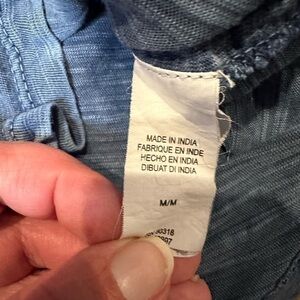 MADE IN INDIA
FABRIQUE EN INDE
HECHO EN INDIA
DIBUAT DI INDIA
M/M